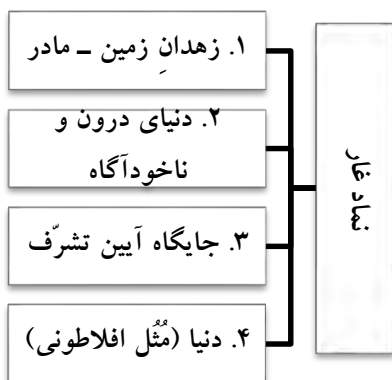 نماد غار
۱. زهدانِ زمین – مادر
۲. دنیای درون و
ناخودآگاه
۳. جایگاه آیین تشرّف
۴. دنیا (مُثُل افلاطونی)